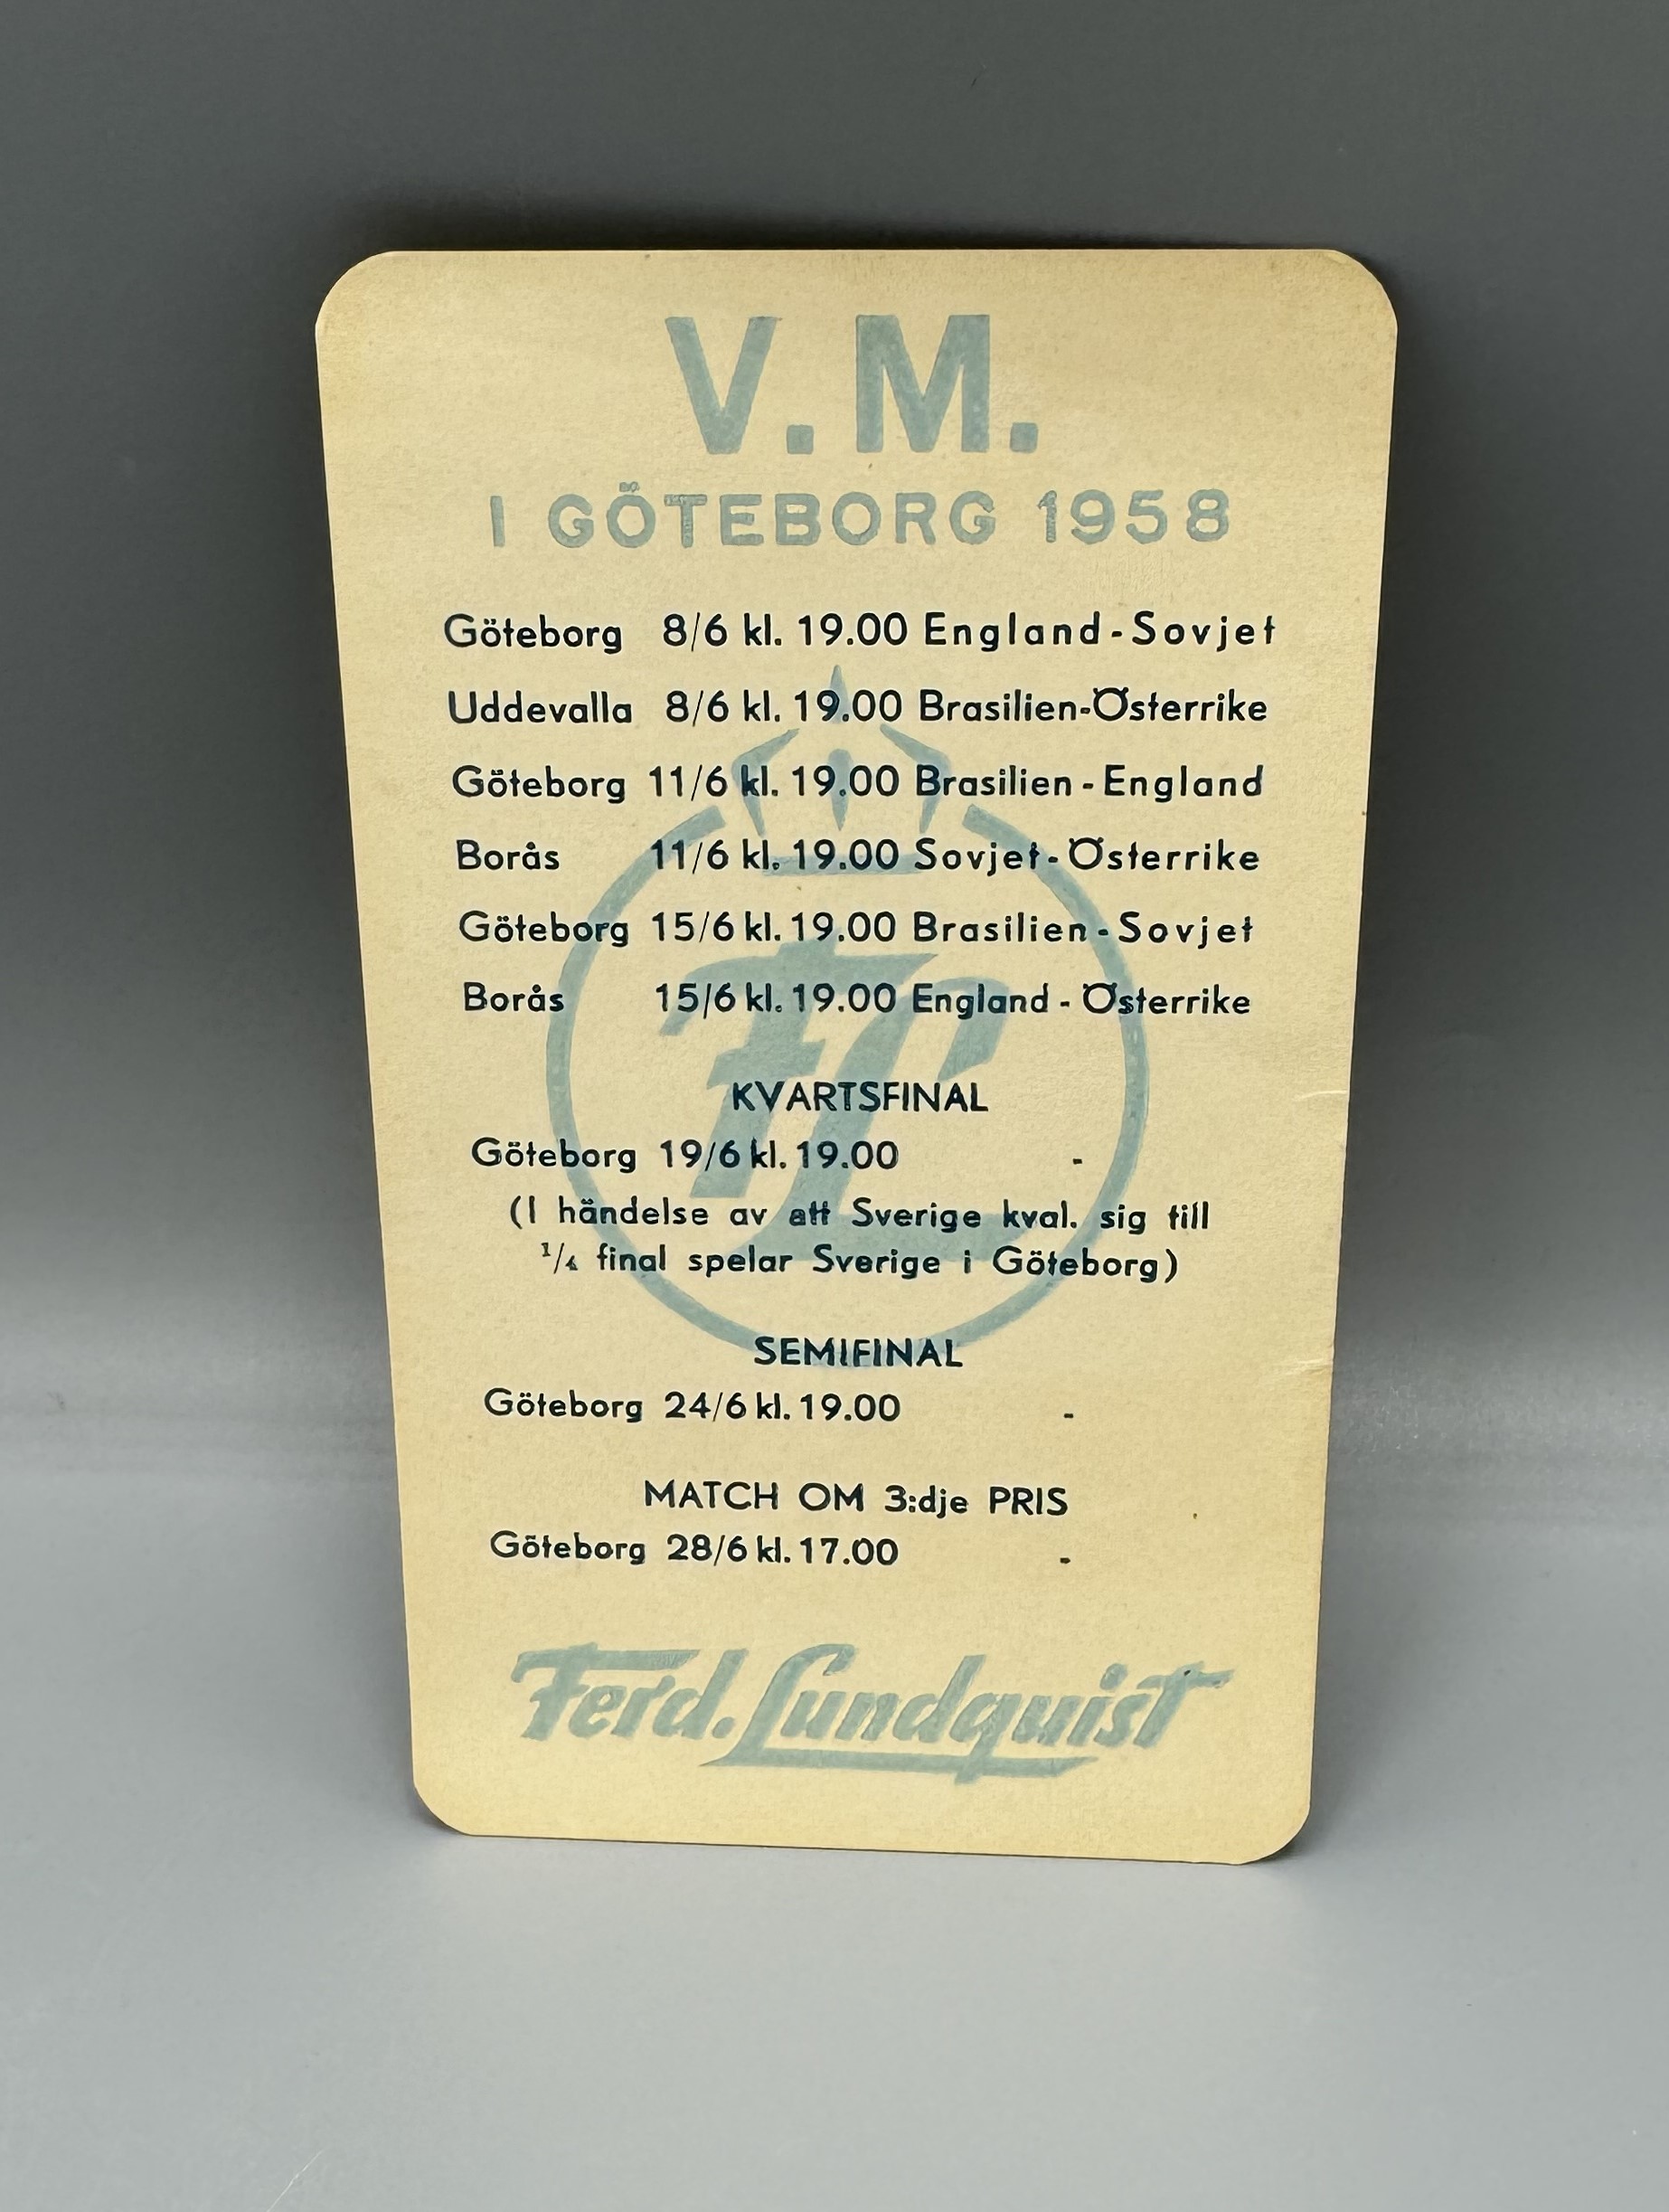 V. M.
I GÖTEBORG 1958
Göteborg 8/6 kl. 19.00 England-Sovjet
Uddevalla 8/6 kl. 19.00 Brasilien-Österrike
Göteborg 11/6 kl. 19.00 Brasilien - England
Borås 11/6 kl. 19.00 Sovjet-Österrike
Göteborg 15/6 kl. 19.00 Brasilien - Sovjet
Borås 15/6 kl. 19.00 England - Österrike
FL
KVARTSFINAL
Göteborg 19/6 kl. 19.00 -
(I händelse av att Sverige kval. sig till
1/4 final spelar Sverige i Göteborg)
SEMIFINAL
Göteborg 24/6 kl. 19.00 -
MATCH OM 3:dje PRIS
Göteborg 28/6 kl. 17.00 -
Ferd. Lundquist